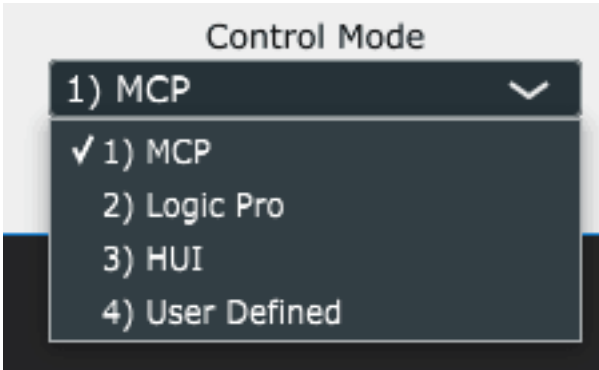 Control Mode
1) MCP
✓ 1) MCP
2) Logic Pro
3) HUI
4) User Defined